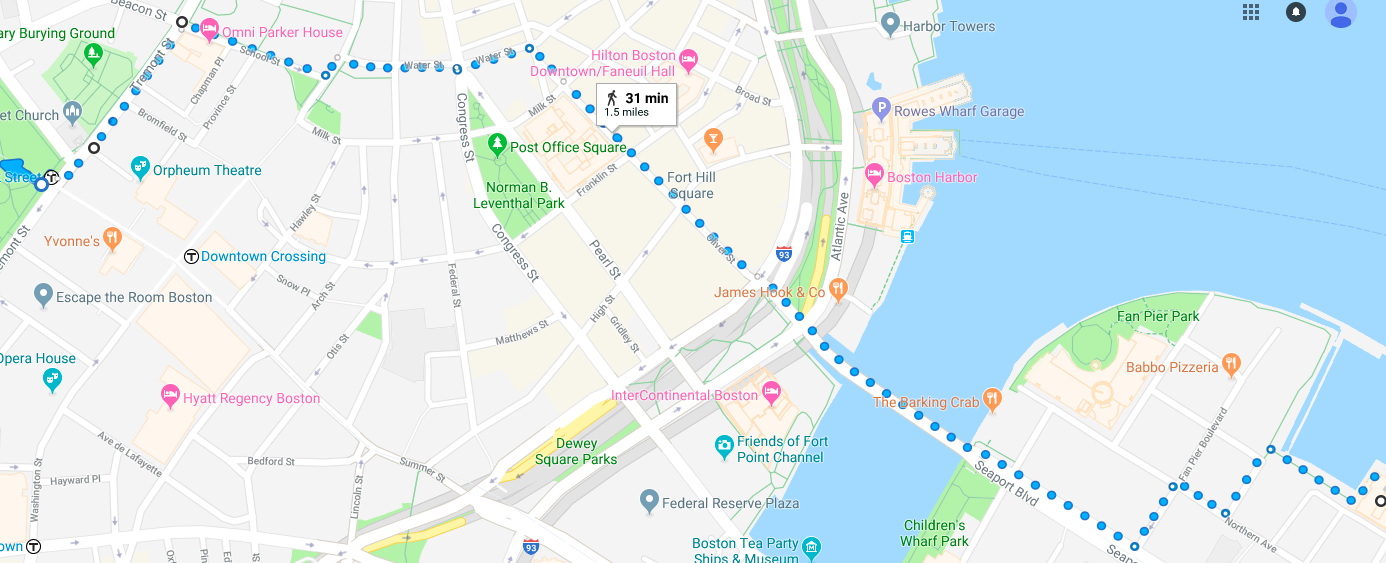 Beacon St
Omni Parker House
ary Burying Ground
School St
Water St
Water St
Hilton Boston
Downtown/Faneuil Hall
Harbor Towers
Tremont St
Chapman Pl
Province St
31 min
1.5 miles
Broad St
Rowes Wharf Garage
et Church
Bromfield St
Milk St
Milk St
Congress St
Post Office Square
Street
Orpheum Theatre
Franklin St
Fort Hill
Square
Boston Harbor
Norman B.
Leventhal Park
Hawley St
Atlantic Ave
emont St
Yvonne's
Downtown Crossing
Congress St
Pearl St
Oliver St
93
Snow Pl
Arch St
Federal St
James Hook & Co
Escape the Room Boston
High St
Gridley St
Matthews St
Otis St
Fan Pier Park
Opera House
Babbo Pizzeria
Hyatt Regency Boston
InterContinental Boston
The Barking Crab
Ave de Lafayette
Dewey
Square Parks
Friends of Fort
Point Channel
Fan Pier Boulevard
Bedford St
Summer St
Seaport Blvd
Hayward Pl
Washington St
Lincoln St
Federal Reserve Plaza
Children's
Wharf Park
Northern Ave
own
93
Boston Tea Party
Ships & Museum
Seapo